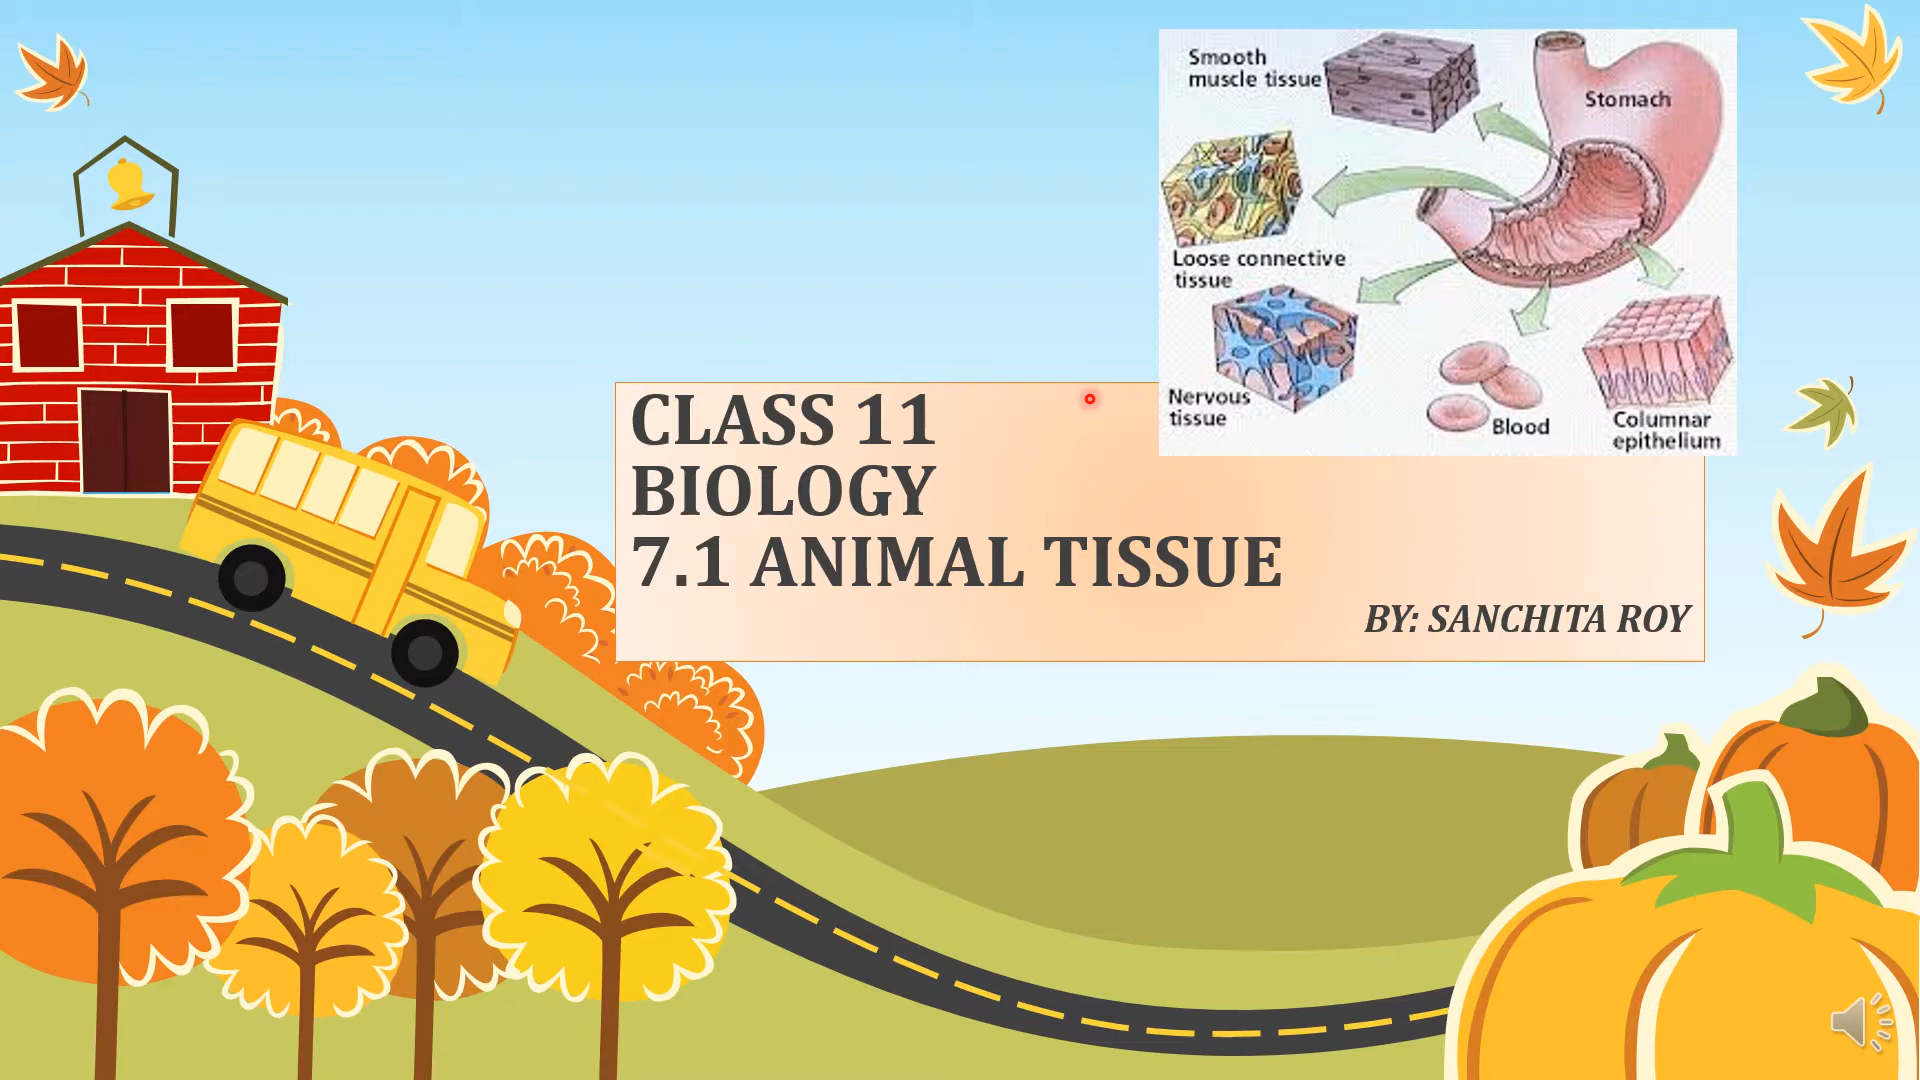 Smooth
muscle tissue
Stomach
Loose connective
tissue
Nervous
tissue
Blood
Columnar
epithelium
CLASS 11
BIOLOGY
7.1 ANIMAL TISSUE
BY: SANCHITA ROY